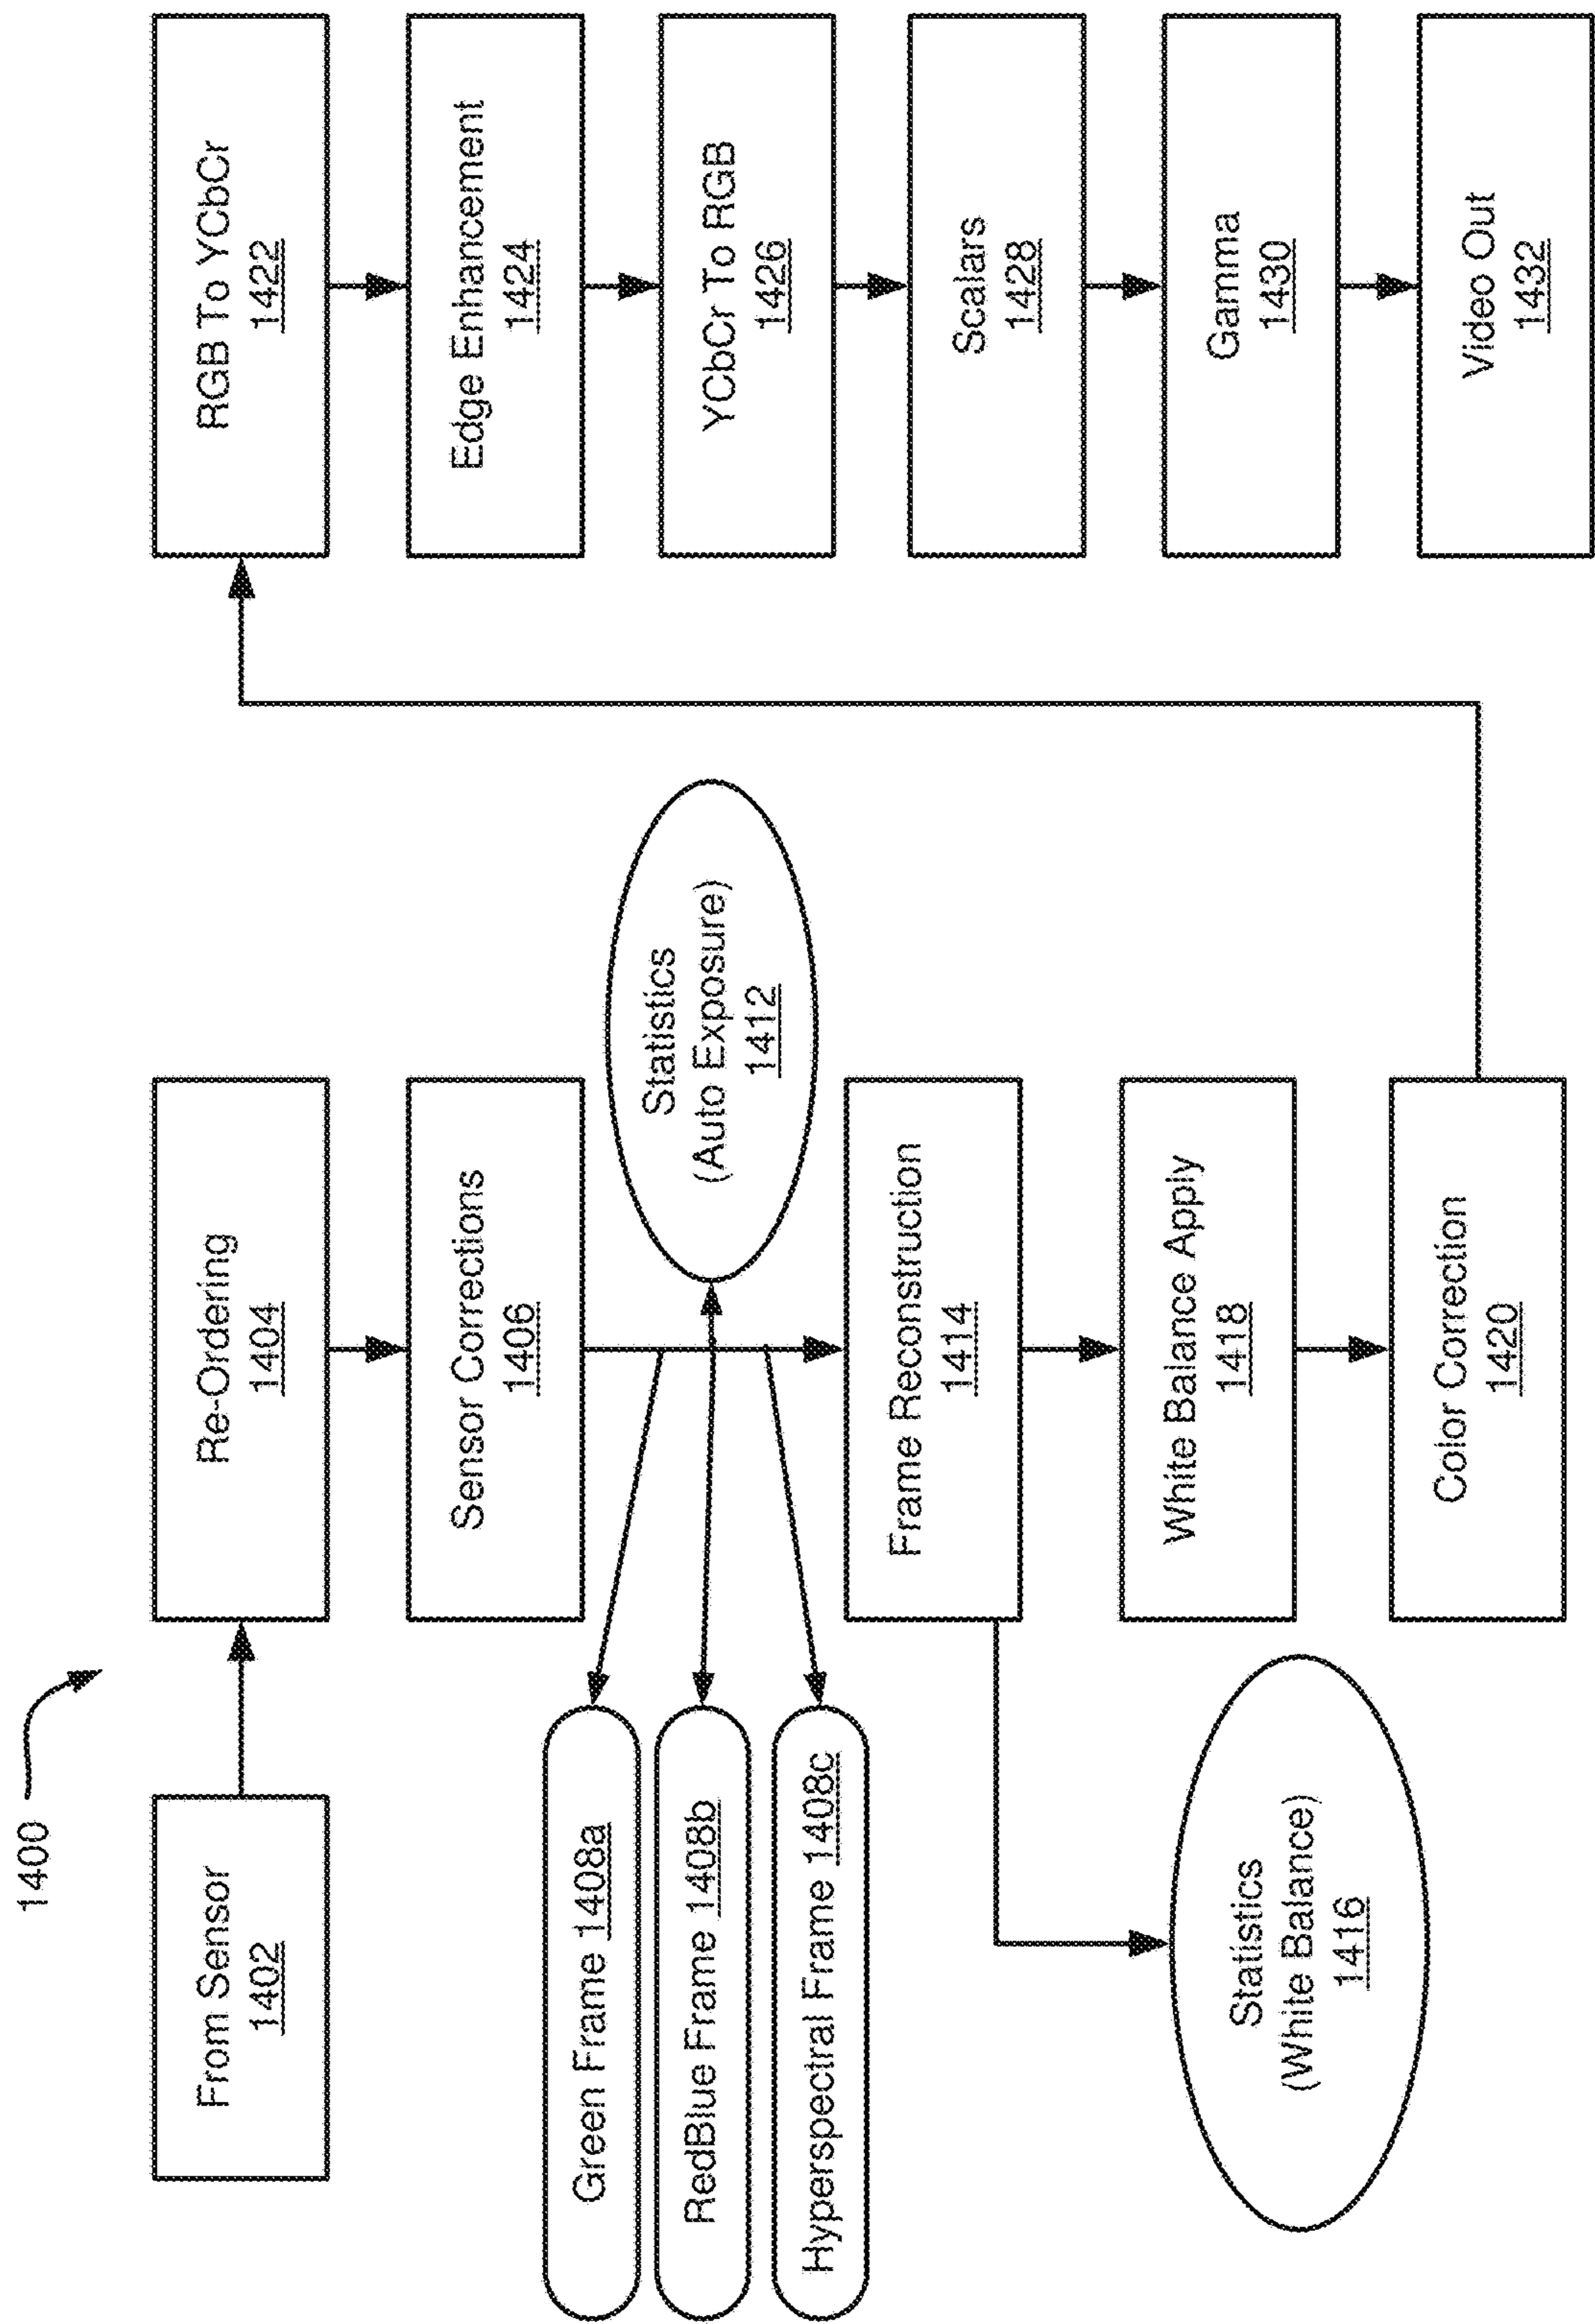 1400
From Sensor
1402
Re-Ordering
1404
Sensor Corrections
1406
Green Frame 1408a
RedBlue Frame 1408b
Hyperspectral Frame 1408c
Statistics
(Auto Exposure)
1412
Frame Reconstruction
1414
Statistics
(White Balance)
1416
White Balance Apply
1418
Color Correction
1420
RGB To YCbCr
1422
Edge Enhancement
1424
YCbCr To RGB
1426
Scalars
1428
Gamma
1430
Video Out
1432